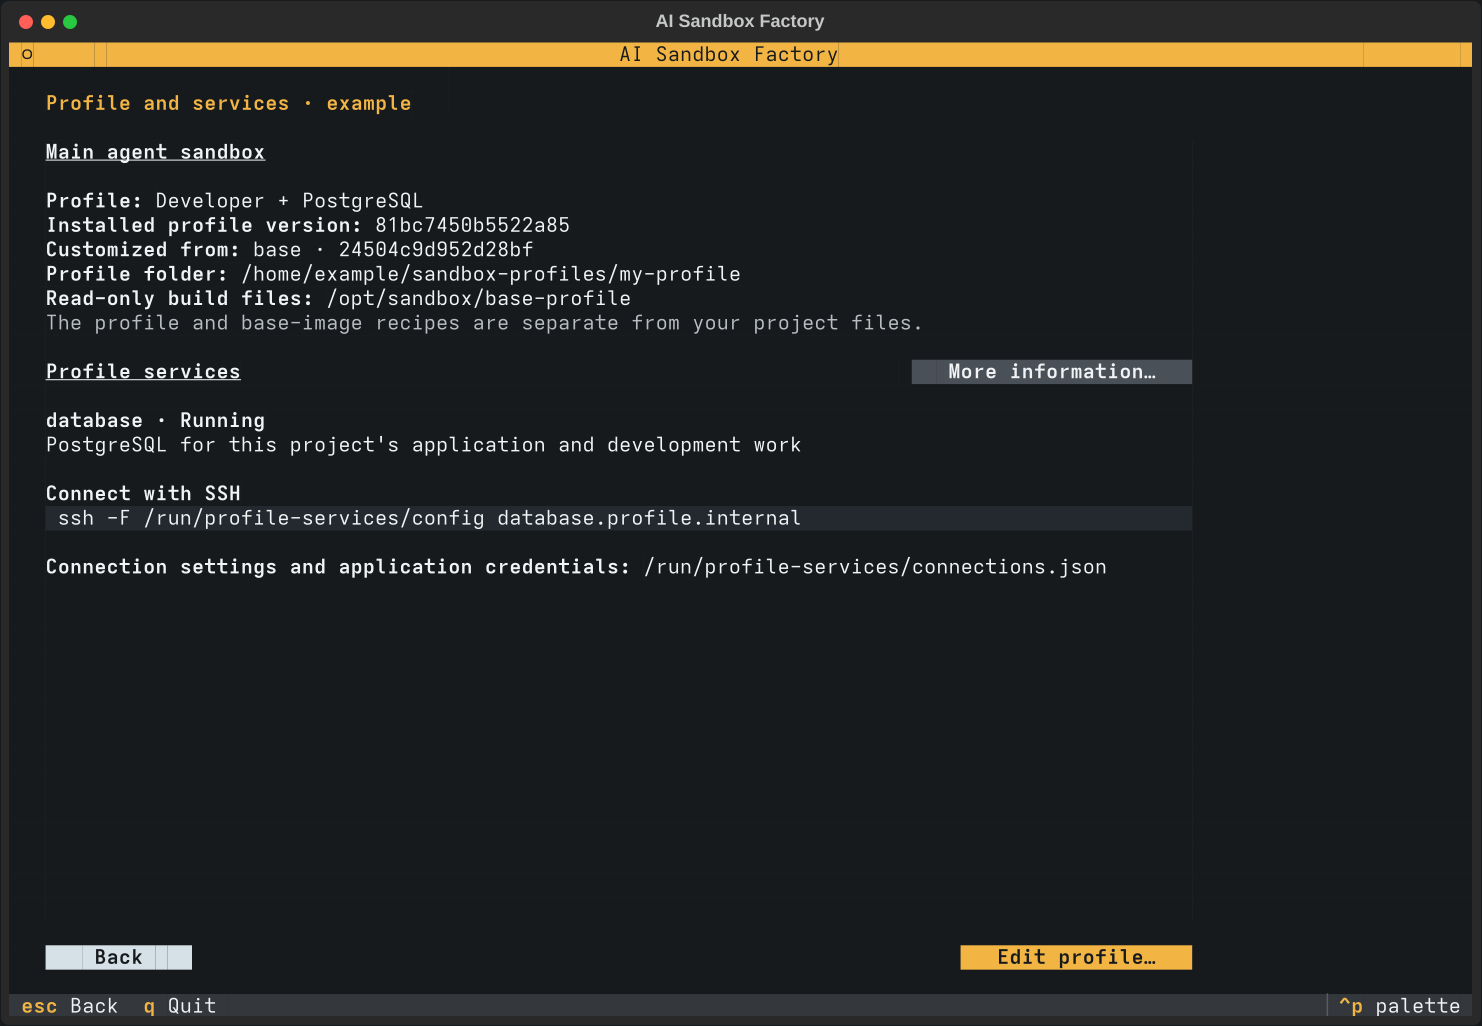 AI Sandbox Factory
O AI Sandbox Factory
Profile and services · example
Main agent sandbox
Profile: Developer + PostgreSQL
Installed profile version: 81bc7450b5522a85
Customized from: base · 24504c9d952d28bf
Profile folder: /home/example/sandbox-profiles/my-profile
Read-only build files: /opt/sandbox/base-profile
The profile and base-image recipes are separate from your project files.
Profile services More information…
database · Running
PostgreSQL for this project's application and development work
Connect with SSH
ssh -F /run/profile-services/config database.profile.internal
Connection settings and application credentials: /run/profile-services/connections.json
Back Edit profile…
esc Back q Quit ^p palette